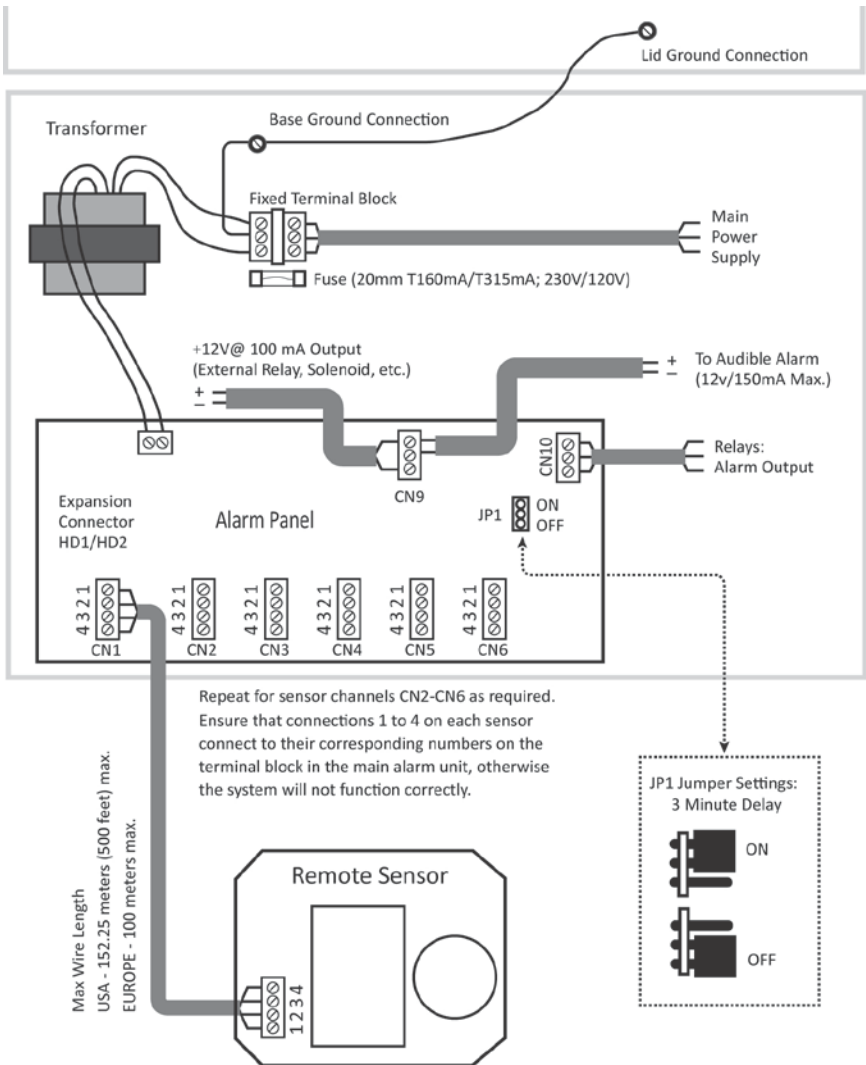 Lid Ground Connection
Base Ground Connection
Transformer
Fixed Terminal Block
Main
Power
Supply
Fuse (20mm T160mA/T315mA; 230V/120V)
+12V@ 100 mA Output
(External Relay, Solenoid, etc.)
+
–
+
–
To Audible Alarm
(12v/150mA Max.)
CN9
CN10
Relays:
Alarm Output
Expansion
Connector
HD1/HD2
Alarm Panel
JP1
ON
OFF
4 3 2 1
4 3 2 1
4 3 2 1
4 3 2 1
4 3 2 1
4 3 2 1
CN1
CN2
CN3
CN4
CN5
CN6
Repeat for sensor channels CN2-CN6 as required.
Ensure that connections 1 to 4 on each sensor
connect to their corresponding numbers on the
terminal block in the main alarm unit, otherwise
the system will not function correctly.
Max Wire Length
USA - 152.25 meters (500 feet) max.
EUROPE - 100 meters max.
JP1 Jumper Settings:
3 Minute Delay
ON
OFF
Remote Sensor
1 2 3 4